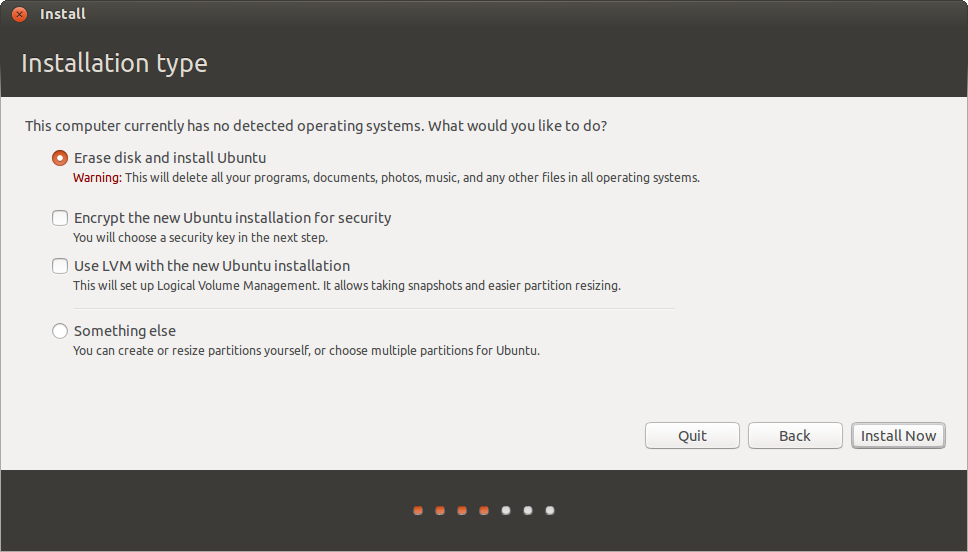 Install
Installation type
This computer currently has no detected operating systems. What would you like to do?
Erase disk and install Ubuntu
Warning: This will delete all your programs, documents, photos, music, and any other files in all operating systems.
Encrypt the new Ubuntu installation for security
You will choose a security key in the next step.
Use LVM with the new Ubuntu installation
This will set up Logical Volume Management. It allows taking snapshots and easier partition resizing.
Something else
You can create or resize partitions yourself, or choose multiple partitions for Ubuntu.
Quit Back Install Now